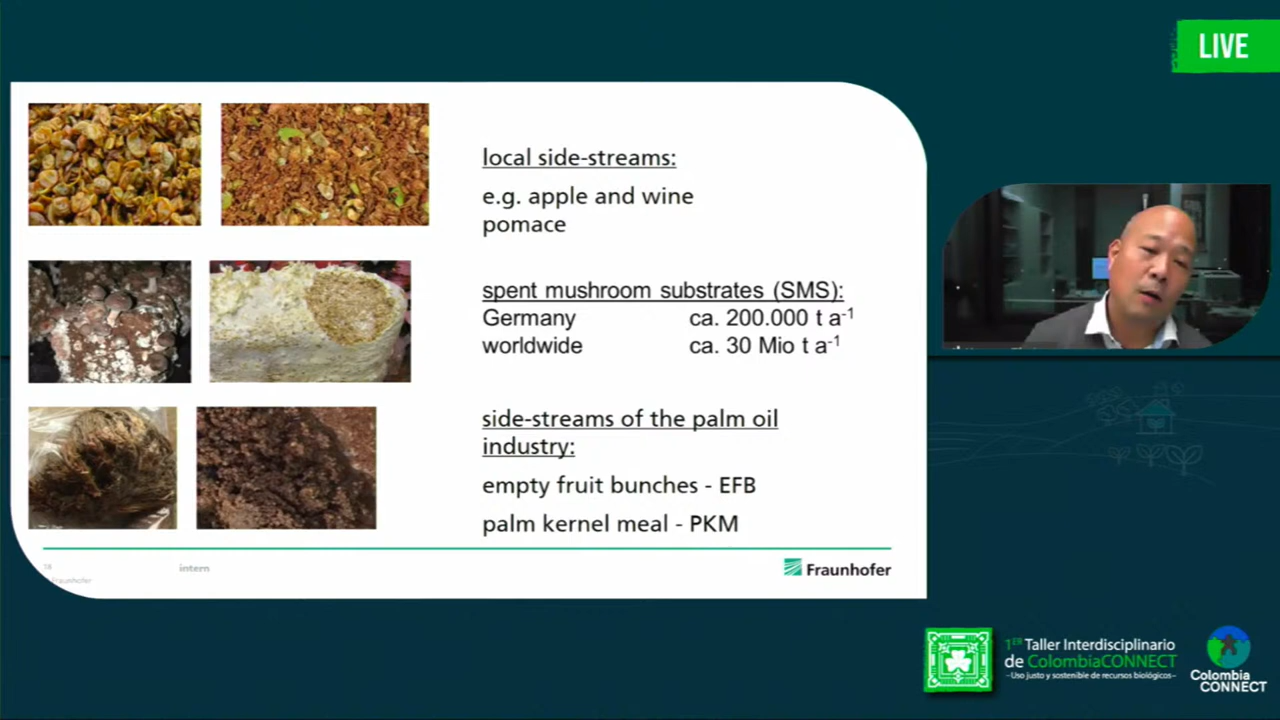 LIVE
local side-streams:
e.g. apple and wine
pomace
spent mushroom substrates (SMS):
Germany ca. 200.000 t a-1
worldwide ca. 30 Mio t a-1
side-streams of the palm oil
industry:
empty fruit bunches - EFB
palm kernel meal - PKM
18 intern
Fraunhofer
Fraunhofer
1ER Taller Interdisciplinario
de ColombiaCONNECT
-Uso justo y sostenible de recursos biológicos-
Colombia
CONNECT